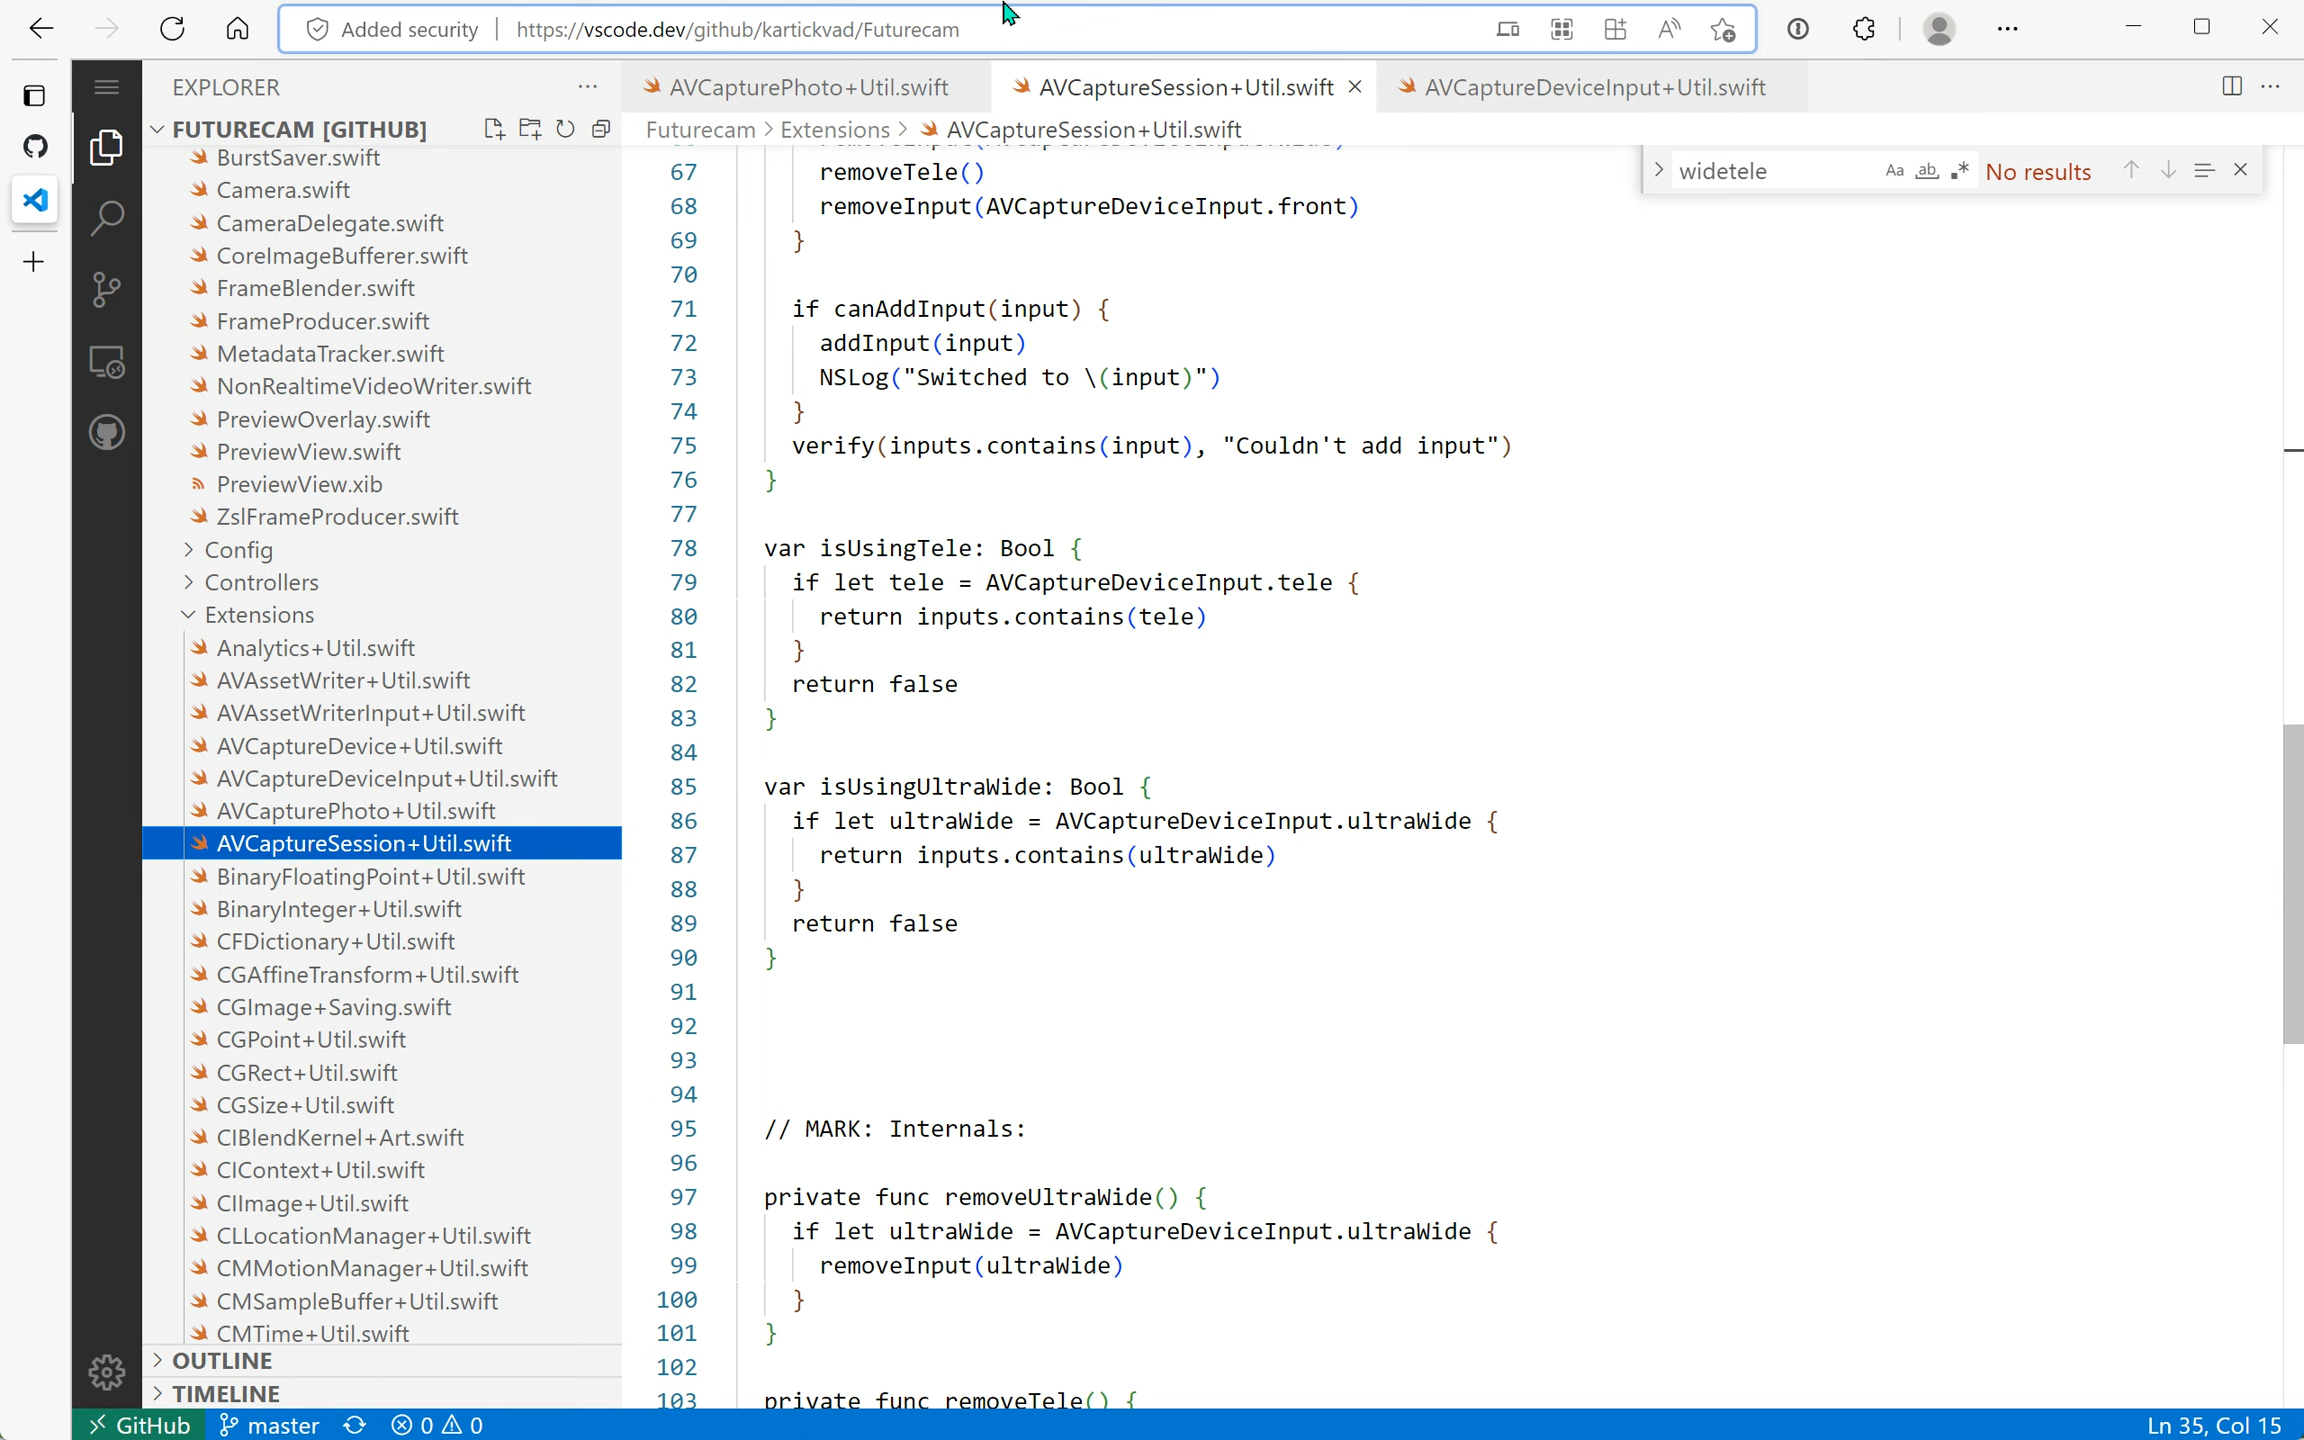 Added security
https://vscode.dev/github/kartickvad/Futurecam
EXPLORER
FUTURECAM [GITHUB]
BurstSaver.swift
Camera.swift
CameraDelegate.swift
CoreImageBufferer.swift
FrameBlender.swift
FrameProducer.swift
MetadataTracker.swift
NonRealtimeVideoWriter.swift
PreviewOverlay.swift
PreviewView.swift
PreviewView.xib
ZslFrameProducer.swift
Config
Controllers
Extensions
Analytics+Util.swift
AVAssetWriter+Util.swift
AVAssetWriterInput+Util.swift
AVCaptureDevice+Util.swift
AVCaptureDeviceInput+Util.swift
AVCapturePhoto+Util.swift
AVCaptureSession+Util.swift
BinaryFloatingPoint+Util.swift
BinaryInteger+Util.swift
CFDictionary+Util.swift
CGAffineTransform+Util.swift
CGImage+Saving.swift
CGPoint+Util.swift
CGRect+Util.swift
CGSize+Util.swift
CIBlendKernel+Art.swift
CIContext+Util.swift
CIImage+Util.swift
CLLocationManager+Util.swift
CMMotionManager+Util.swift
CMSampleBuffer+Util.swift
CMTime+Util.swift
OUTLINE
TIMELINE
AVCapturePhoto+Util.swift
AVCaptureSession+Util.swift
AVCaptureDeviceInput+Util.swift
Futurecam > Extensions > AVCaptureSession+Util.swift
widetele Aa ab .* No results
67 removeTele()
68 removeInput(AVCaptureDeviceInput.front)
69 }
70
71 if canAddInput(input) {
72 addInput(input)
73 NSLog("Switched to \(input)")
74 }
75 verify(inputs.contains(input), "Couldn't add input")
76 }
77
78 var isUsingTele: Bool {
79 if let tele = AVCaptureDeviceInput.tele {
80 return inputs.contains(tele)
81 }
82 return false
83 }
84
85 var isUsingUltraWide: Bool {
86 if let ultraWide = AVCaptureDeviceInput.ultraWide {
87 return inputs.contains(ultraWide)
88 }
89 return false
90 }
91
92
93
94
95 // MARK: Internals:
96
97 private func removeUltraWide() {
98 if let ultraWide = AVCaptureDeviceInput.ultraWide {
99 removeInput(ultraWide)
100 }
101 }
102
103 private func removeTele() {
GitHub master 0 0 Ln 35, Col 15